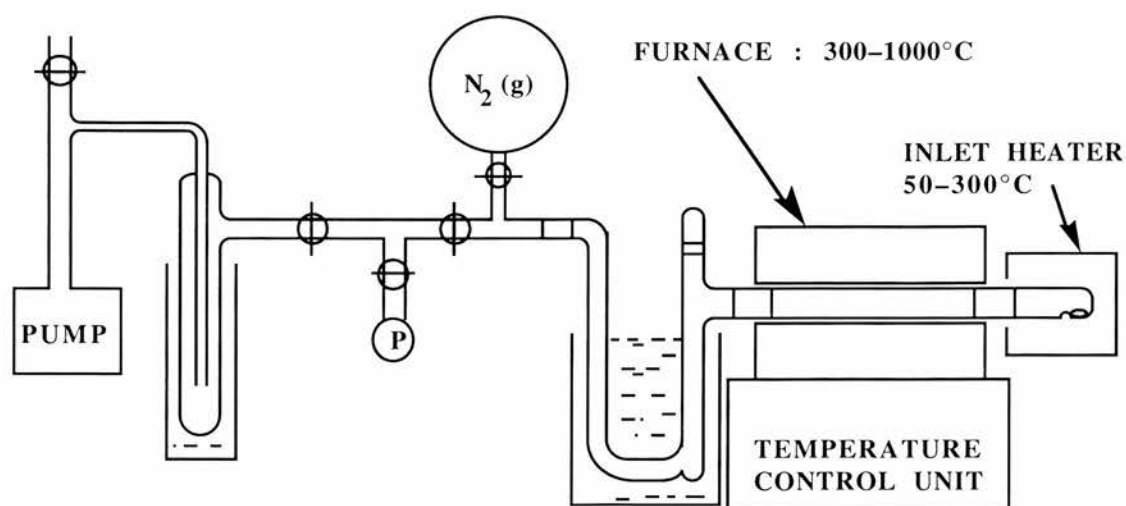 FURNACE : 300–1000°C
N₂ (g)
INLET HEATER
50–300°C
PUMP
P
TEMPERATURE
CONTROL UNIT